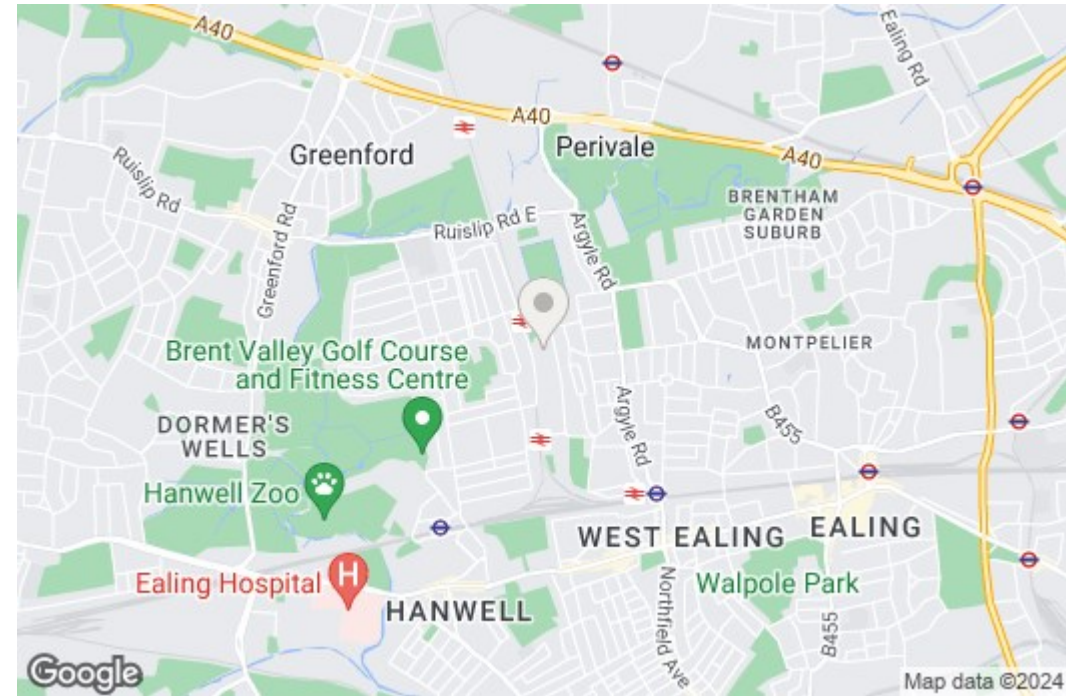 A40
Ealing Rd
A40
Perivale
Greenford
A40
Ruislip Rd
BRENTHAM
GARDEN
SUBURB
Ruislip Rd E
Argyle Rd
Greenford Rd
MONTPELIER
Brent Valley Golf Course
and Fitness Centre
Argyle Rd
B455
DORMER'S
WELLS
Hanwell Zoo
WEST EALING
EALING
Ealing Hospital
H
Walpole Park
HANWELL
Northfield Ave
B455
Google
Map data ©2024